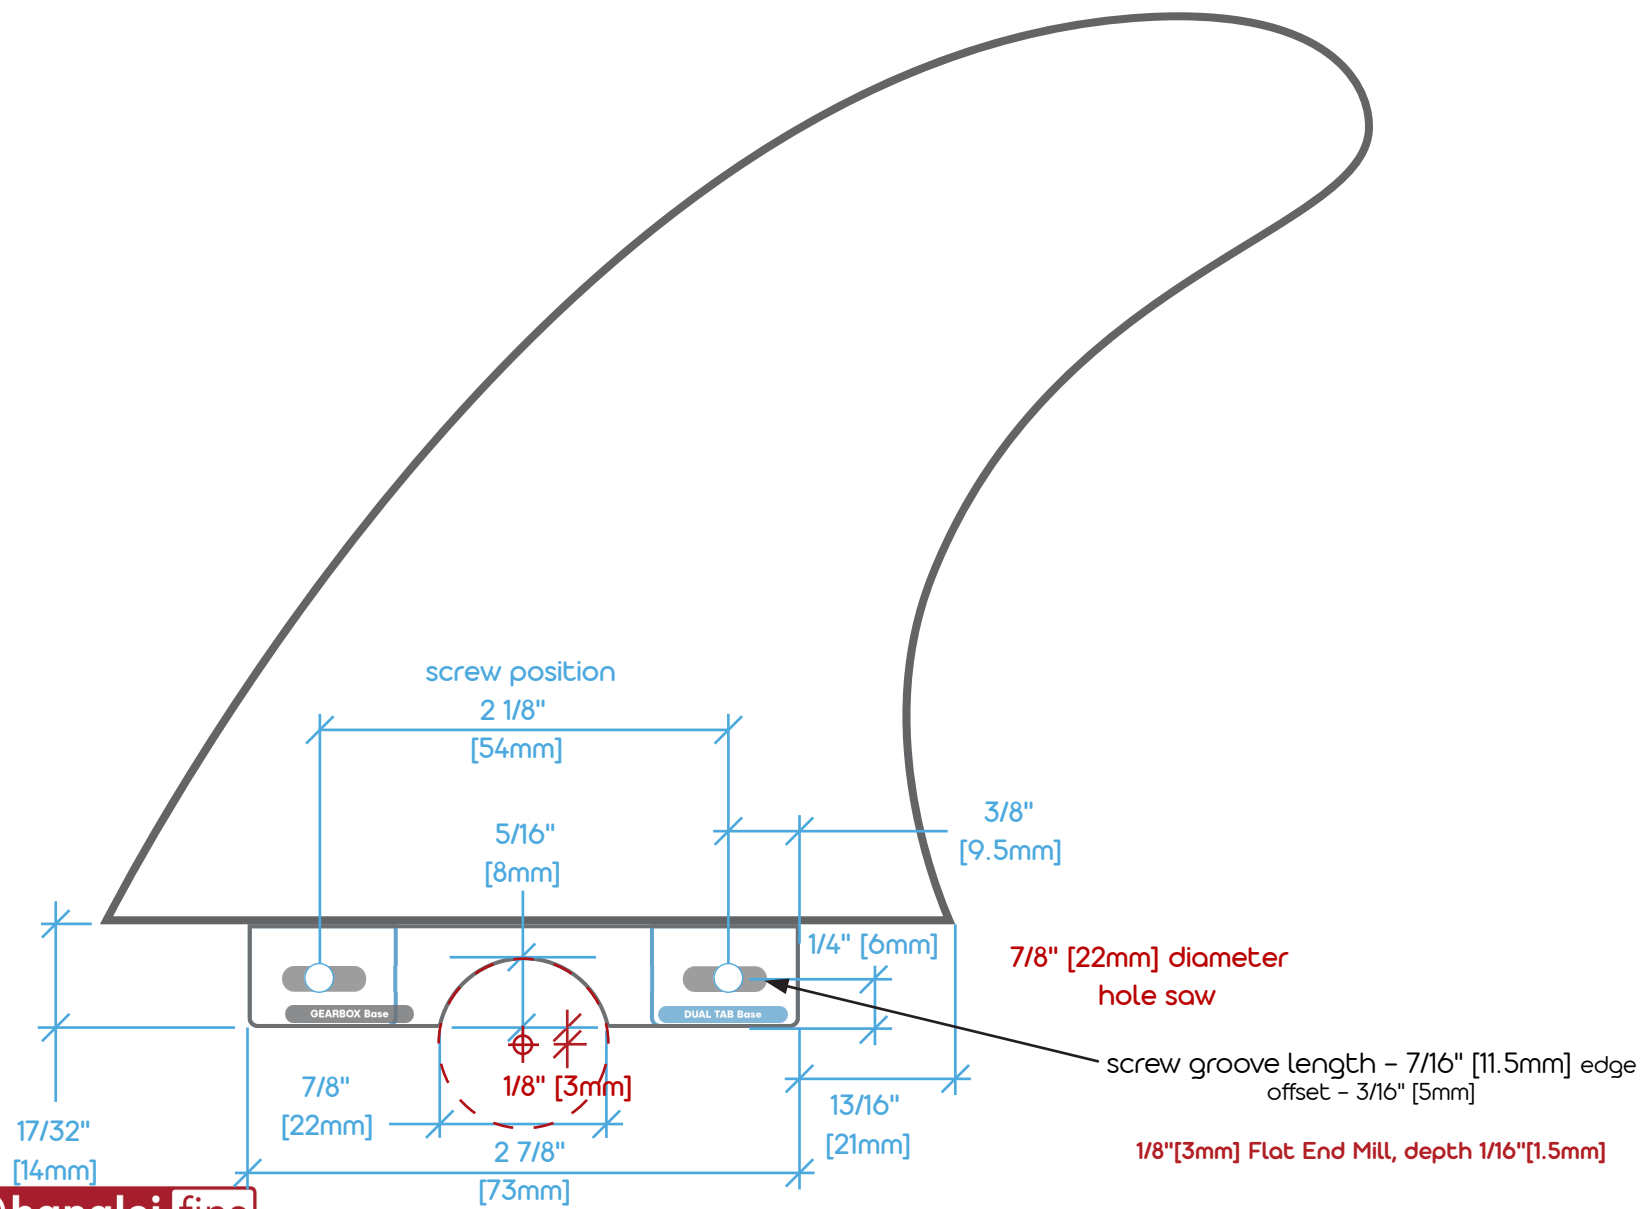 screw position
2 1/8"
[54mm]
5/16"
[8mm]
3/8"
[9.5mm]
1/4" [6mm]
7/8" [22mm] diameter
hole saw
GEARBOX Base
DUAL TAB Base
screw groove length - 7/16" [11.5mm] edge
offset - 3/16" [5mm]
1/8" [3mm]
7/8"
[22mm]
13/16"
[21mm]
17/32"
[14mm]
2 7/8"
[73mm]
1/8"[3mm] Flat End Mill, depth 1/16"[1.5mm]